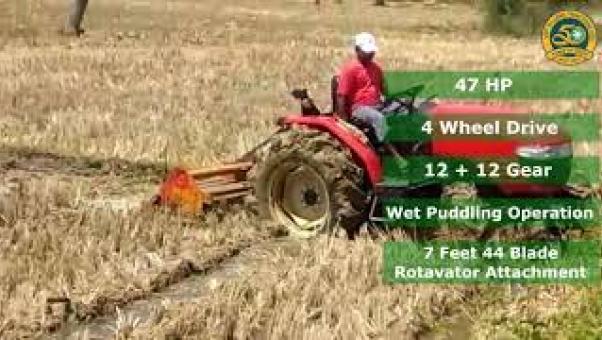 47 HP
4 Wheel Drive
12 + 12 Gear
Wet Puddling Operation
7 Feet 44 Blade
Rotavator Attachment